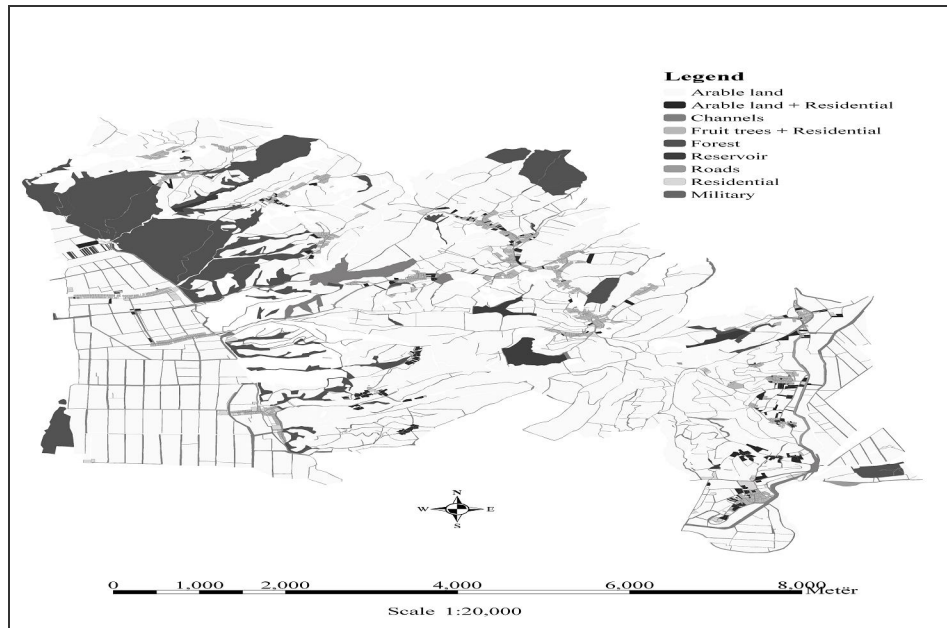 Legend
Arable land
Arable land + Residential
Channels
Fruit trees + Residential
Forest
Reservoir
Roads
Residential
Military
N
W E
S
0 1,000 2,000 4,000 6,000 8,000
Metër
Scale 1:20,000